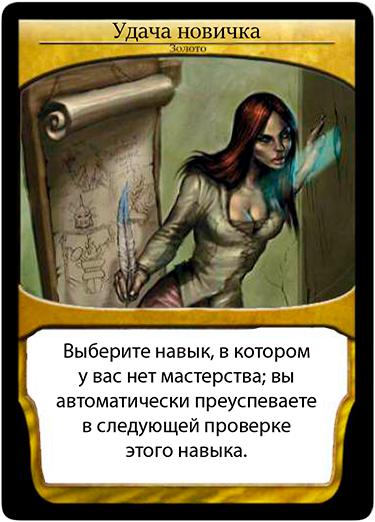 Удача новичка
Золото
Выберите навык, в котором
у вас нет мастерства; вы
автоматически преуспеваете
в следующей проверке
этого навыка.